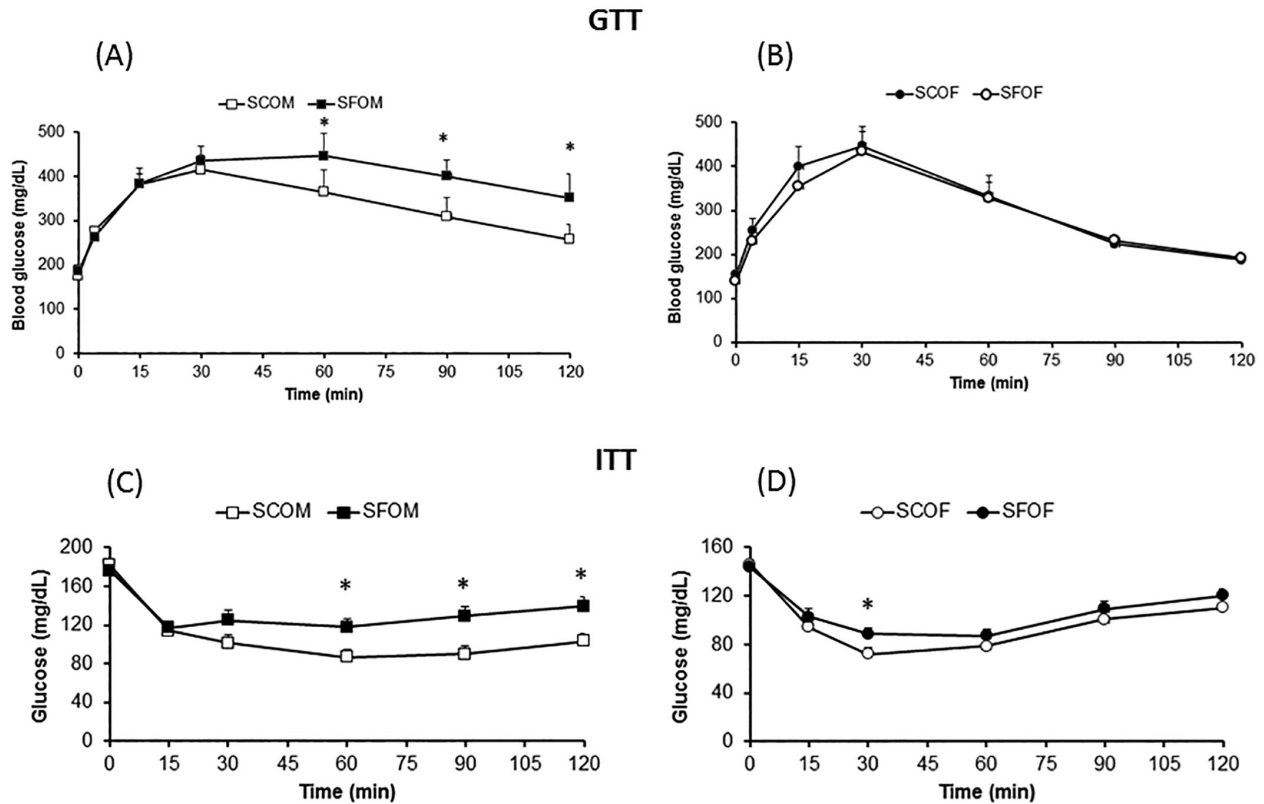 GTT
(A)
SCOM SFOM
* * *
Blood glucose (mg/dL)
500
400
300
200
100
0
0 15 30 45 60 75 90 105 120
Time (min)
(B)
SCOF SFOF
Blood glucose (mg/dL)
500
400
300
200
100
0
0 15 30 45 60 75 90 105 120
Time (min)
ITT
(C)
SCOM SFOM
* * *
Glucose (mg/dL)
200
160
120
80
40
0
0 15 30 45 60 75 90 105 120
Time (min)
(D)
SCOF SFOF
*
Glucose (mg/dL)
160
120
80
40
0
0 15 30 45 60 75 90 105 120
Time (min)